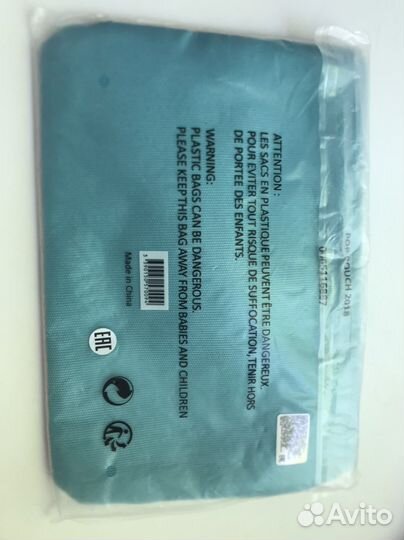 ATTENTION :
LES SACS EN PLASTIQUE PEUVENT ÊTRE DANGEREUX.
POUR EVITER TOUT RISQUE DE SUFFOCATION, TENIR HORS
DE PORTEE DES ENFANTS.
WARNING:
PLASTIC BAGS CAN BE DANGEROUS.
PLEASE KEEP THIS BAG AWAY FROM BABIES AND CHILDREN
Made in China
EAC
POUCH 2018
Avito